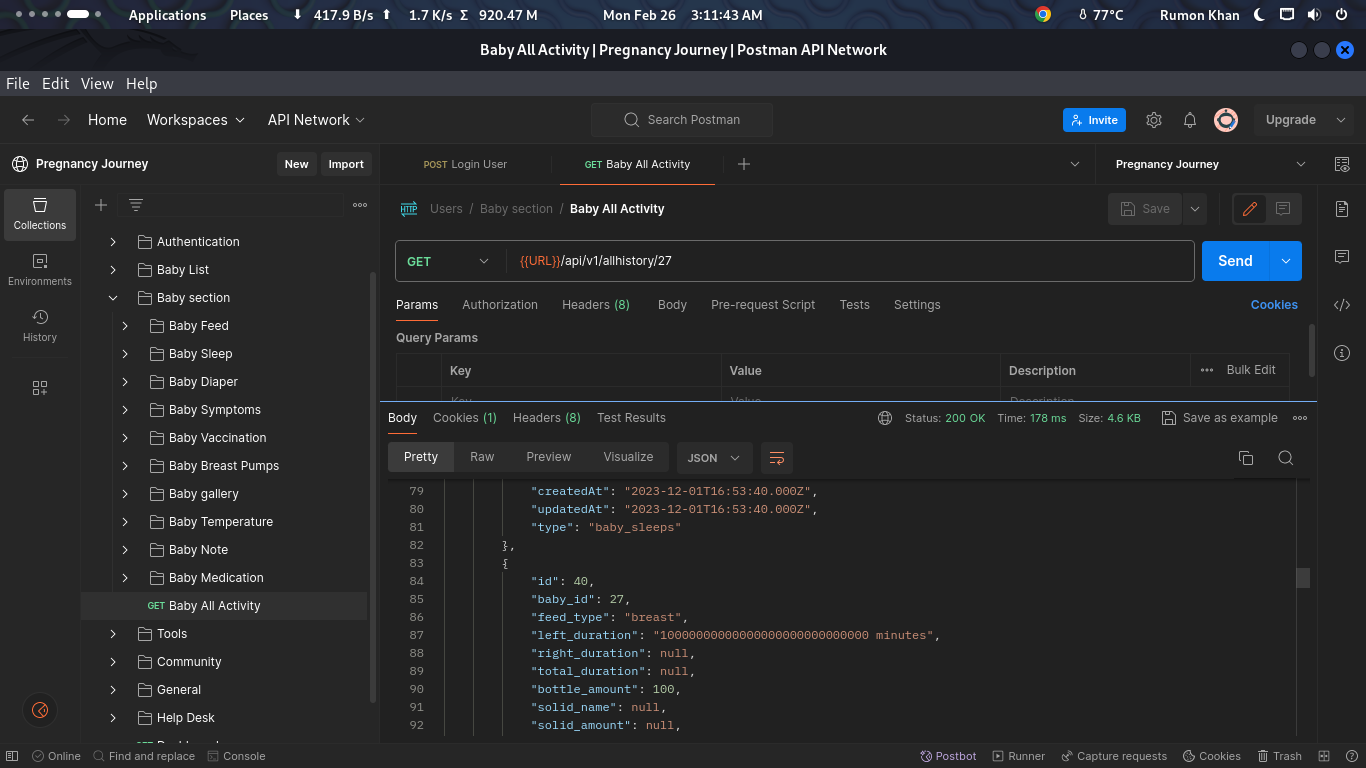 Applications Places 417.9 B/s 1.7 K/s Σ 920.47 M Mon Feb 26 3:11:43 AM 77°C Rumon Khan
Baby All Activity | Pregnancy Journey | Postman API Network
File Edit View Help
Home Workspaces API Network Search Postman Invite Upgrade
Pregnancy Journey New Import POST Login User GET Baby All Activity Pregnancy Journey
Collections
Environments
History
Authentication
Baby List
Baby section
Baby Feed
Baby Sleep
Baby Diaper
Baby Symptoms
Baby Vaccination
Baby Breast Pumps
Baby gallery
Baby Temperature
Baby Note
Baby Medication
GET Baby All Activity
Tools
Community
General
Help Desk
HTTP Users / Baby section / Baby All Activity Save
GET {{URL}}/api/v1/allhistory/27 Send
Params Authorization Headers (8) Body Pre-request Script Tests Settings Cookies
Query Params
Key Value Description Bulk Edit
Key Value Description
Body Cookies (1) Headers (8) Test Results Status: 200 OK Time: 178 ms Size: 4.6 KB Save as example
Pretty Raw Preview Visualize JSON
79 "createdAt": "2023-12-01T16:53:40.000Z",
80 "updatedAt": "2023-12-01T16:53:40.000Z",
81 "type": "baby_sleeps"
82 },
83 {
84 "id": 40,
85 "baby_id": 27,
86 "feed_type": "breast",
87 "left_duration": "10000000000000000000000000000 minutes",
88 "right_duration": null,
89 "total_duration": null,
90 "bottle_amount": 100,
91 "solid_name": null,
92 "solid_amount": null,
Online Find and replace Console Postbot Runner Capture requests Cookies Trash